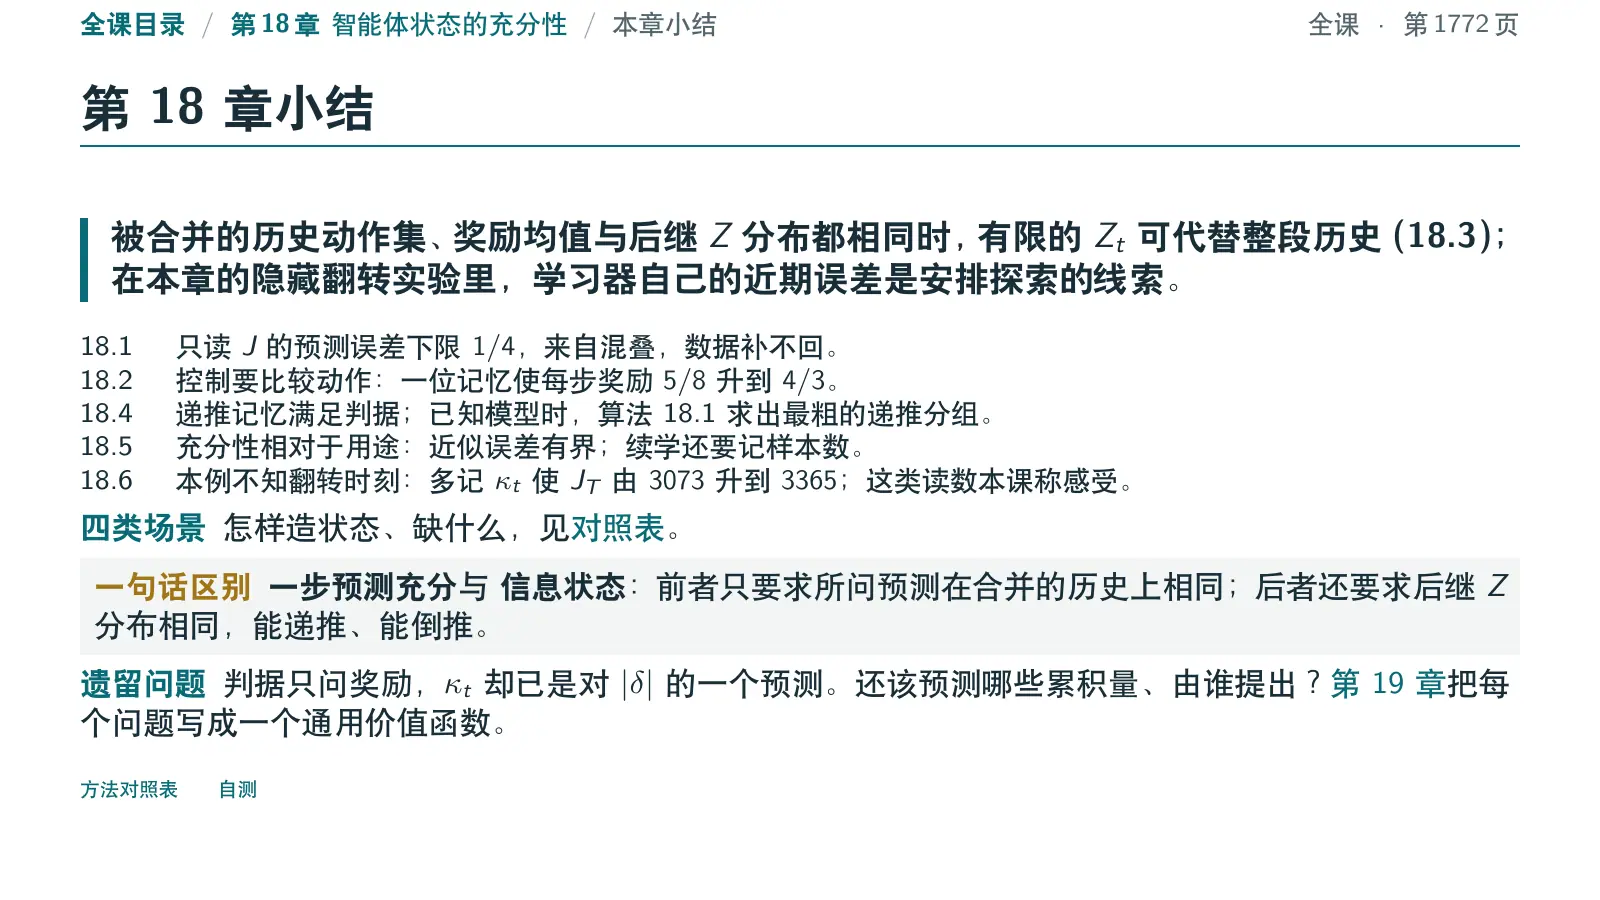 全课目录 / 第 18 章 智能体状态的充分性 / 本章小结
全课 · 第 1772 页
第 18 章小结
被合并的历史动作集、奖励均值与后继 Z 分布都相同时，有限的 Zₜ 可代替整段历史 (18.3)；
在本章的隐藏翻转实验里，学习器自己的近期误差是安排探索的线索。
18.1 只读 J 的预测误差下限 1/4，来自混叠，数据补不回。
18.2 控制要比较动作：一位记忆使每步奖励 5/8 升到 4/3。
18.4 递推记忆满足判据；已知模型时，算法 18.1 求出最粗的递推分组。
18.5 充分性相对于用途：近似误差有界；续学还要记样本数。
18.6 本例不知翻转时刻：多记 κₜ 使 J_T 由 3073 升到 3365；这类读数本课称感受。
四类场景 怎样造状态、缺什么，见对照表。
一句话区别 一步预测充分与 信息状态：前者只要求所问预测在合并的历史上相同；后者还要求后继 Z
分布相同，能递推、能倒推。
遗留问题 判据只问奖励，κₜ 却已是对 |δ| 的一个预测。还该预测哪些累积量、由谁提出？第 19 章把每
个问题写成一个通用价值函数。
方法对照表 自测